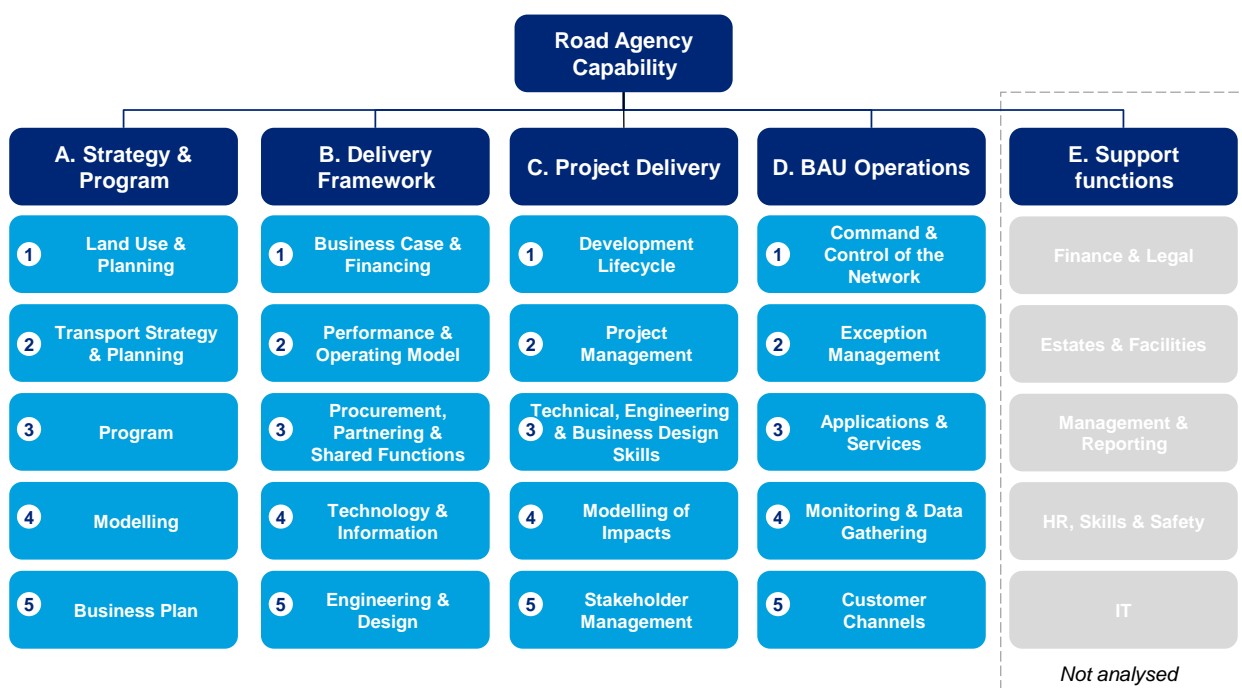 Road Agency
Capability
A. Strategy &
Program
B. Delivery
Framework
C. Project Delivery
D. BAU Operations
E. Support
functions
1
Land Use &
Planning
2
Transport Strategy
& Planning
3
Program
4
Modelling
5
Business Plan
1
Business Case &
Financing
2
Performance &
Operating Model
3
Procurement,
Partnering &
Shared Functions
4
Technology &
Information
5
Engineering &
Design
1
Development
Lifecycle
2
Project
Management
3
Technical, Engineering
& Business Design
Skills
4
Modelling of
Impacts
5
Stakeholder
Management
1
Command &
Control of the
Network
2
Exception
Management
3
Applications &
Services
4
Monitoring & Data
Gathering
5
Customer
Channels
Finance & Legal
Estates & Facilities
Management &
Reporting
HR, Skills & Safety
IT
Not analysed